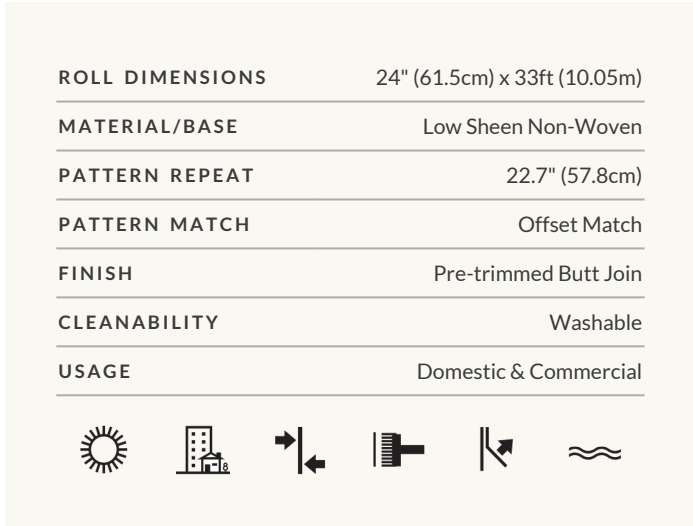 ROLL DIMENSIONS 24" (61.5cm) x 33ft (10.05m)
MATERIAL/BASE Low Sheen Non-Woven
PATTERN REPEAT 22.7" (57.8cm)
PATTERN MATCH Offset Match
FINISH Pre-trimmed Butt Join
CLEANABILITY Washable
USAGE Domestic & Commercial